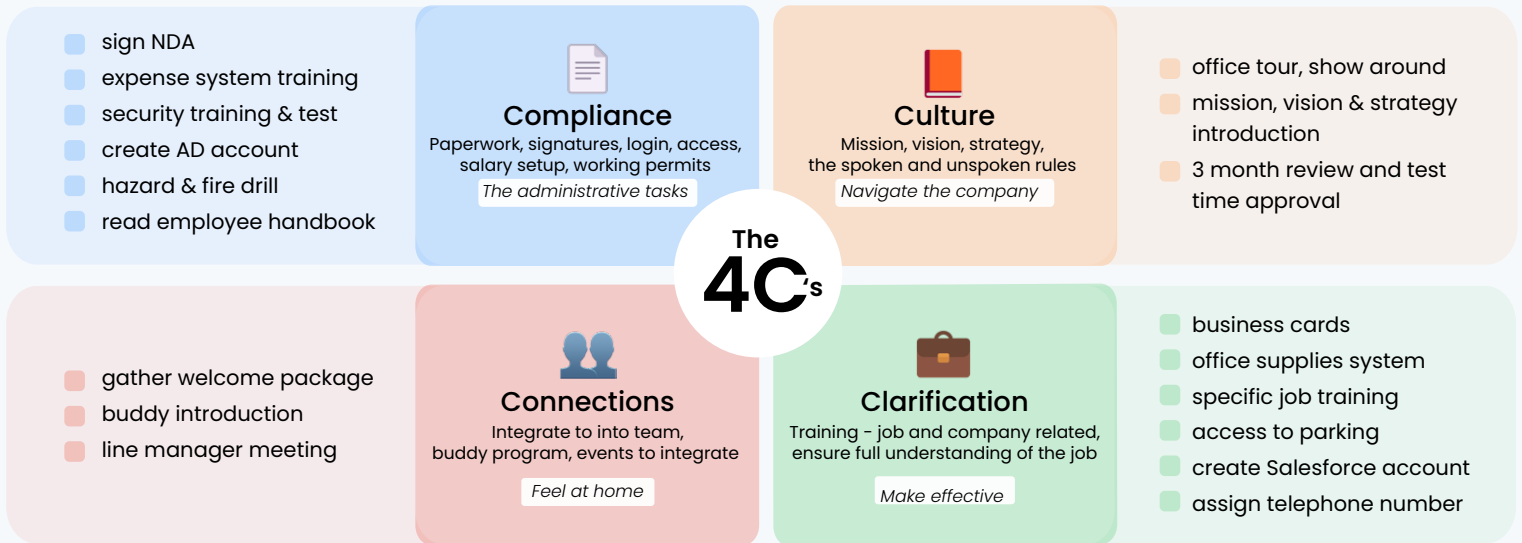 sign NDA
expense system training
security training & test
create AD account
hazard & fire drill
read employee handbook
Compliance
Paperwork, signatures, login, access,
salary setup, working permits
The administrative tasks
Culture
Mission, vision, strategy,
the spoken and unspoken rules
Navigate the company
office tour, show around
mission, vision & strategy
introduction
3 month review and test
time approval
The
4C's
gather welcome package
buddy introduction
line manager meeting
Connections
Integrate to into team,
buddy program, events to integrate
Feel at home
Clarification
Training - job and company related,
ensure full understanding of the job
Make effective
business cards
office supplies system
specific job training
access to parking
create Salesforce account
assign telephone number